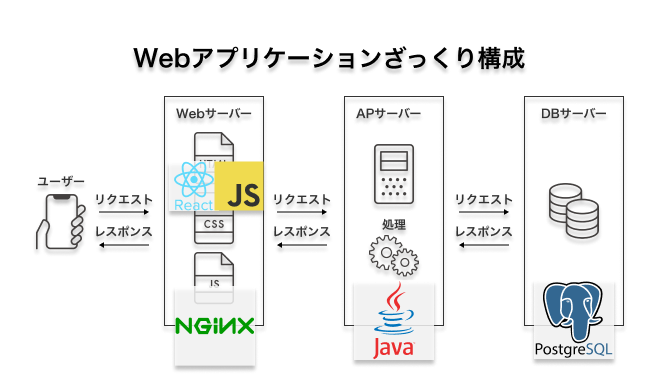 Webアプリケーションざっくり構成
Webサーバー
APサーバー
DBサーバー
ユーザー
リクエスト
レスポンス
React
JS
CSS
JS
NGINX
リクエスト
レスポンス
処理
Java
リクエスト
レスポンス
PostgreSQL